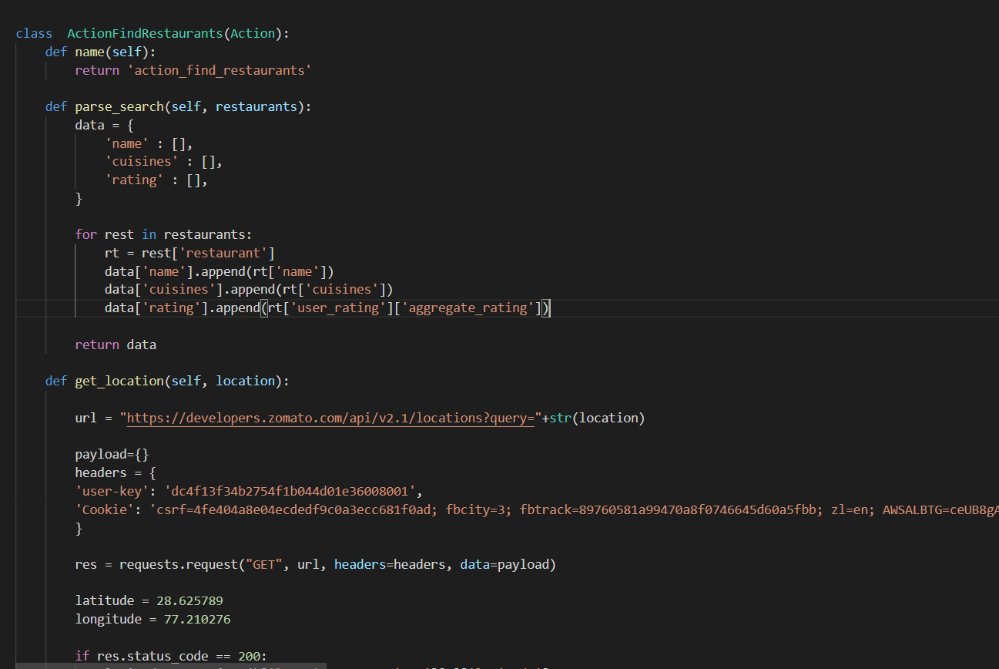 class  ActionFindRestaurants(Action):
    def name(self):
        return 'action_find_restaurants'
    def parse_search(self, restaurants):
        data = {
            'name' : [],
            'cuisines' : [],
            'rating' : [],
        }
        for rest in restaurants:
            rt = rest['restaurant']
            data['name'].append(rt['name'])
            data['cuisines'].append(rt['cuisines'])
            data['rating'].append(rt['user_rating']['aggregate_rating'])
        return data
    def get_location(self, location):
        url = "https://developers.zomato.com/api/v2.1/locations?query="+str(location)
        payload={}
        headers = {
        'user-key': 'dc4f13f34b2754f1b044d01e36008001',
        'Cookie': 'csrf=4fe404a8e04ecdedf9c0a3ecc681f0ad; fbcity=3; fbtrack=89760581a99470a8f0746645d60a5fbb; zl=en; AWSALBTG=ceUB8gA
        }
        res = requests.request("GET", url, headers=headers, data=payload)
        latitude = 28.625789
        longitude = 77.210276
        if res.status_code == 200: